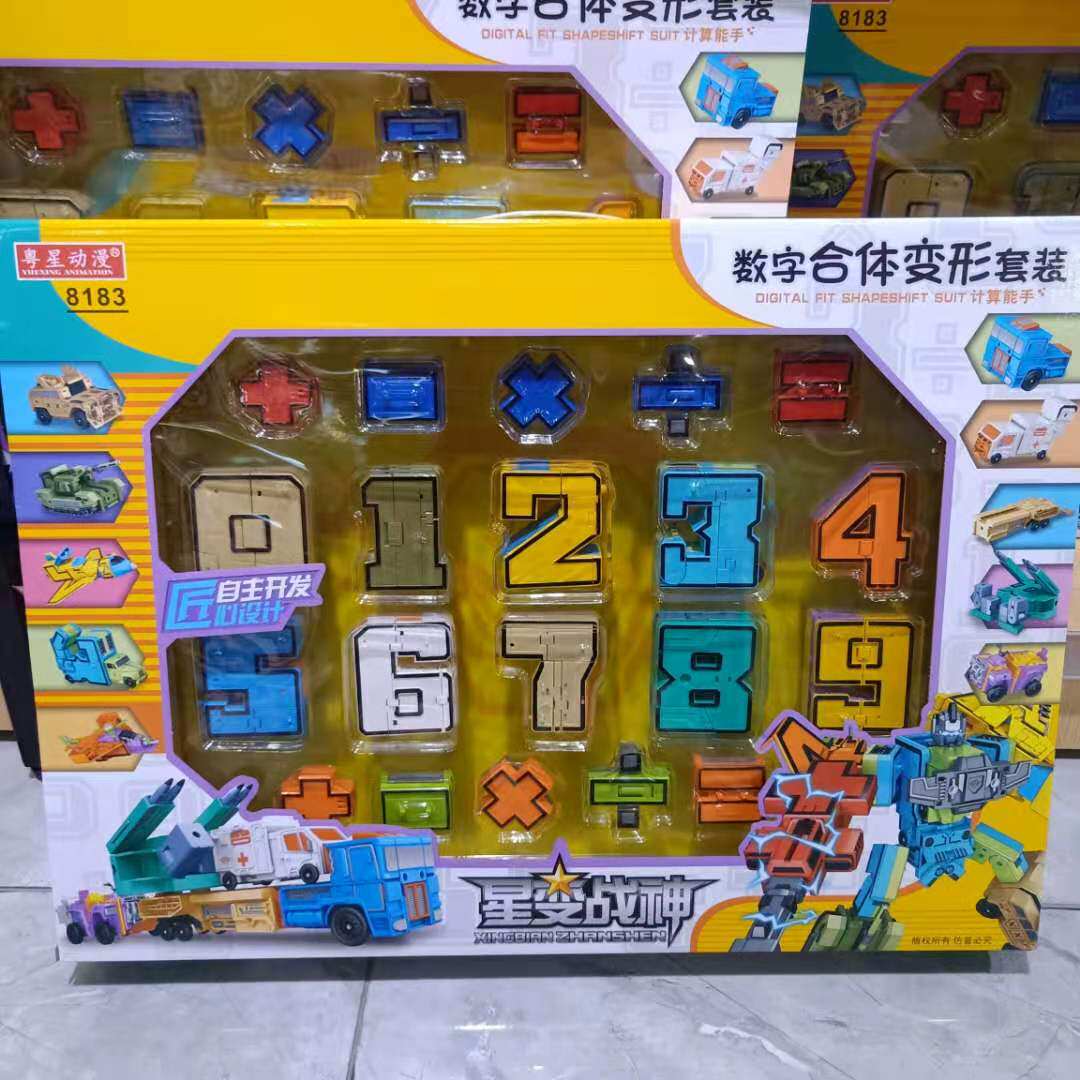 数字合体变形套装
DIGITAL FIT SHAPESHIFT SUIT 计算能手
8183
粤星动漫®
YUEXING ANIMATION
8183
数字合体变形套装
DIGITAL FIT SHAPESHIFT SUIT 计算能手
+ - × ÷ =
0 1 2 3 4
匠心设计
自主开发
5 6 7 8 9
+ - × ÷ =
星变战神
XINGBIAN ZHANSHEN
版权所有 仿冒必究